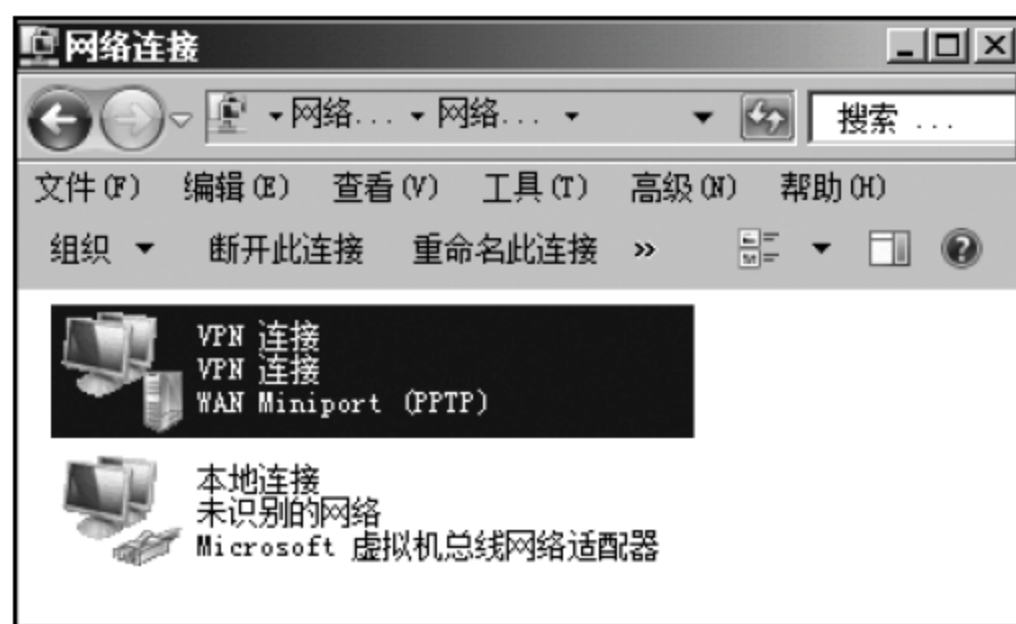 网络连接
网络... 网络... 搜索 ...
文件(F) 编辑(E) 查看(V) 工具(T) 高级(N) 帮助(H)
组织 断开此连接 重命名此连接 »
VPN 连接
VPN 连接
WAN Miniport (PPTP)
本地连接
未识别的网络
Microsoft 虚拟机总线网络适配器